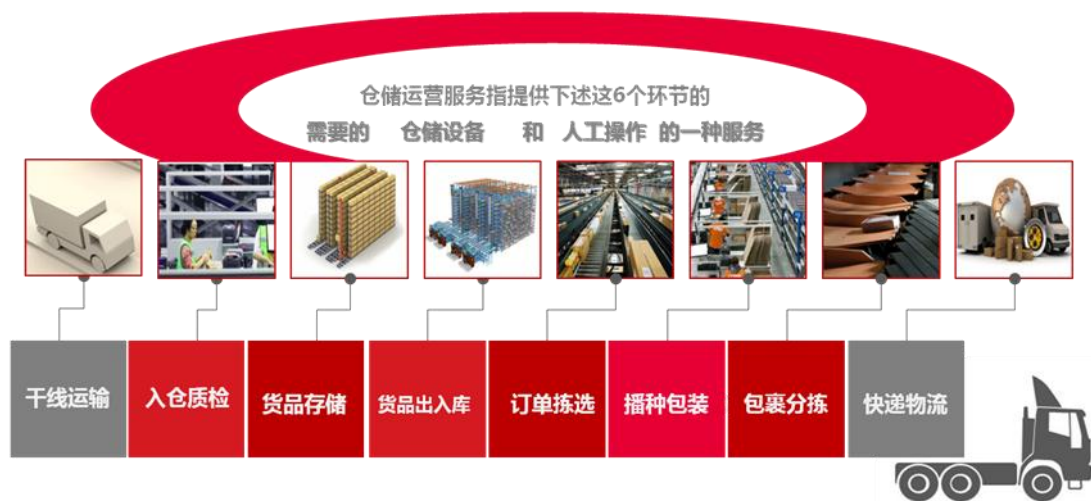 仓储运营服务指提供下述这6个环节的
需要的 仓储设备 和 人工操作 的一种服务
干线运输
入仓质检
货品存储
货品出入库
订单拣选
播种包装
包裹分拣
快递物流